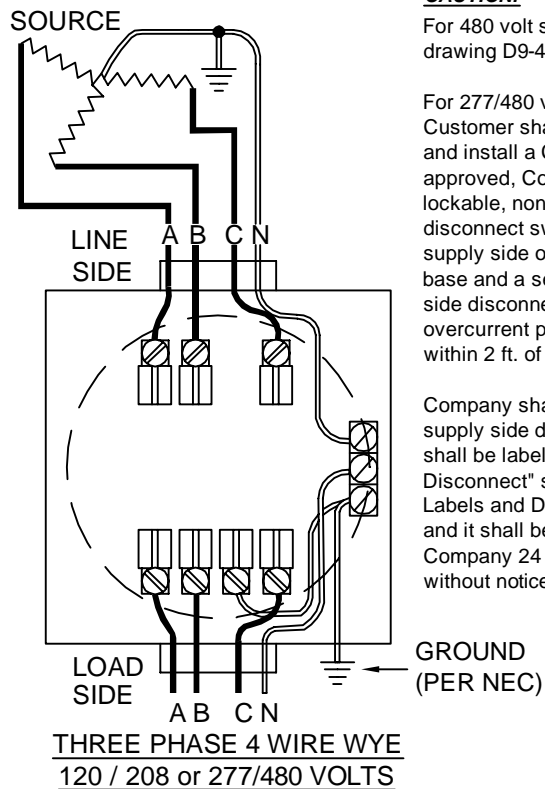 SOURCE
LINE
SIDE
A B C N
LOAD
SIDE
A B C N
GROUND
(PER NEC)
THREE PHASE 4 WIRE WYE
120 / 208 or 277/480 VOLTS
CAUTION:
For 480 volt s
drawing D9-4
For 277/480 v
Customer sha
and install a C
approved, Co
lockable, non
disconnect sw
supply side o
base and a se
side disconne
overcurrent p
within 2 ft. of
Company sha
supply side d
shall be label
Disconnect" s
Labels and D
and it shall be
Company 24
without notice